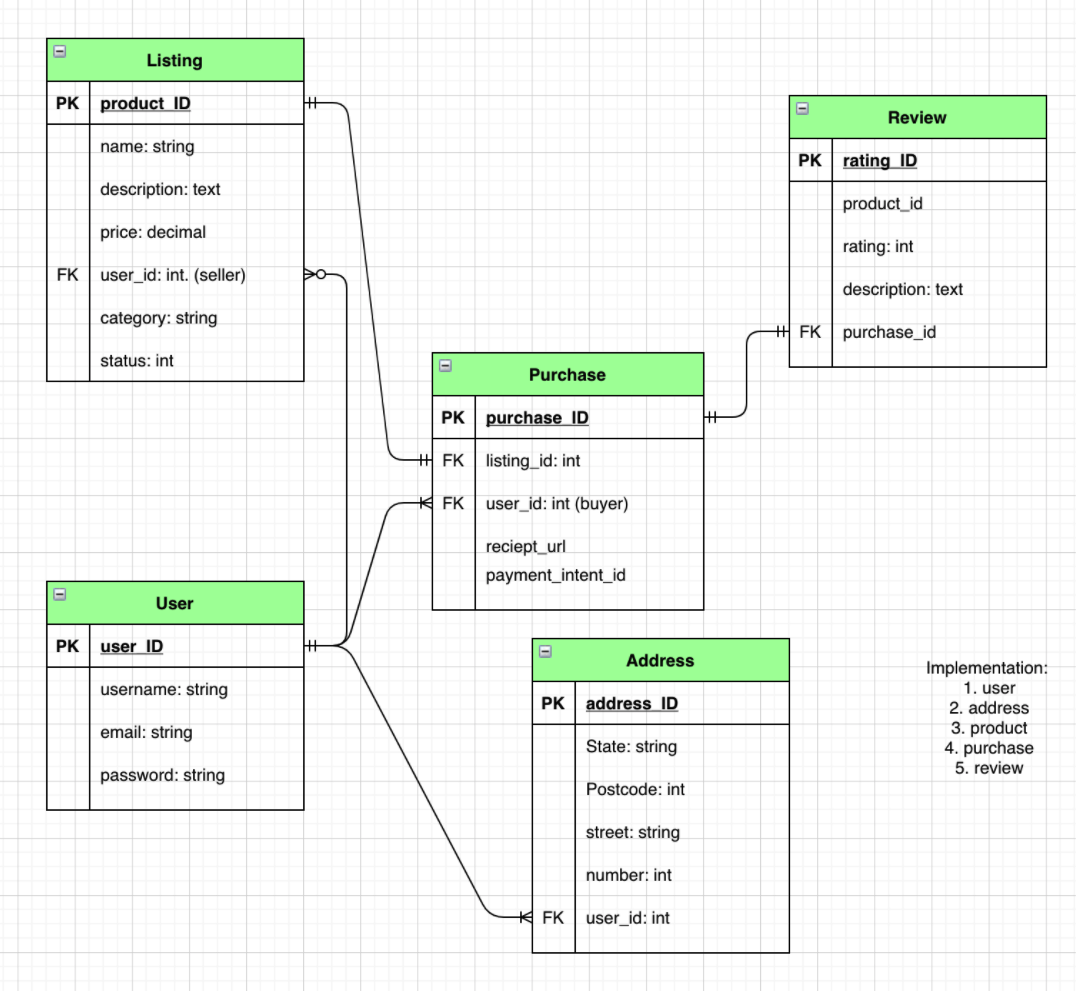 Listing
PK product_ID
name: string
description: text
price: decimal
FK user_id: int. (seller)
category: string
status: int
Review
PK rating_ID
product_id
rating: int
description: text
FK purchase_id
Purchase
PK purchase_ID
FK listing_id: int
FK user_id: int (buyer)
reciept_url
payment_intent_id
User
PK user_ID
username: string
email: string
password: string
Address
PK address_ID
State: string
Postcode: int
street: string
number: int
FK user_id: int
Implementation:
1. user
2. address
3. product
4. purchase
5. review